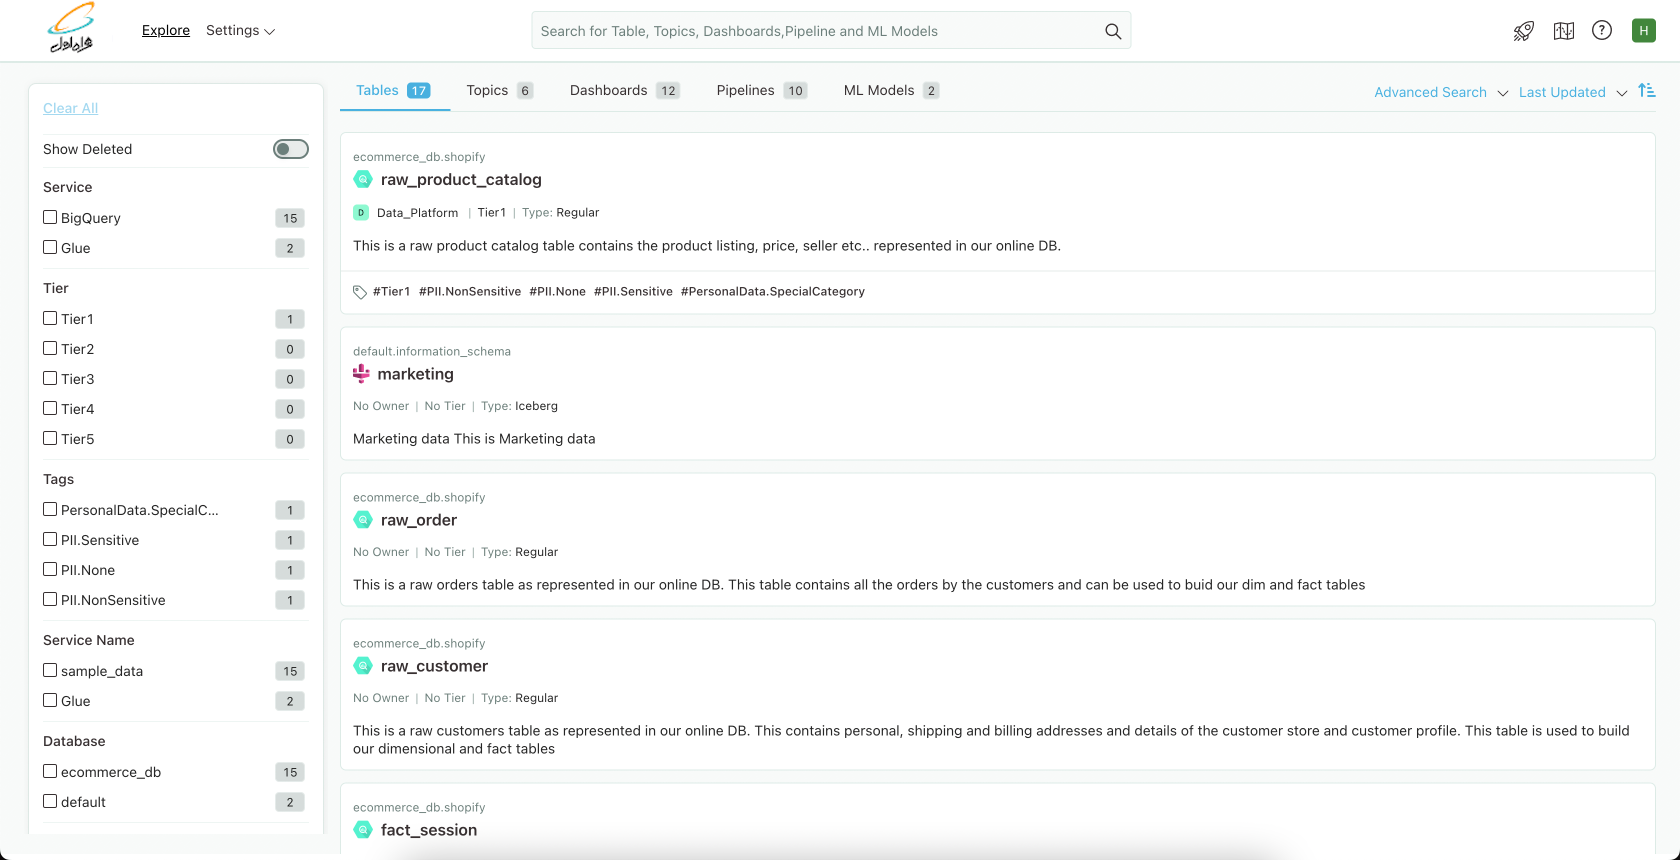 Explore Settings
Search for Table, Topics, Dashboards,Pipeline and ML Models
?
H
Clear All
Show Deleted
Service
BigQuery 15
Glue 2
Tier
Tier1 1
Tier2 0
Tier3 0
Tier4 0
Tier5 0
Tags
PersonalData.SpecialC... 1
PII.Sensitive 1
PII.None 1
PII.NonSensitive 1
Service Name
sample_data 15
Glue 2
Database
ecommerce_db 15
default 2
Tables 17 Topics 6 Dashboards 12 Pipelines 10 ML Models 2
Advanced Search Last Updated
ecommerce_db.shopify
raw_product_catalog
D Data_Platform | Tier1 | Type: Regular
This is a raw product catalog table contains the product listing, price, seller etc.. represented in our online DB.
#Tier1 #PII.NonSensitive #PII.None #PII.Sensitive #PersonalData.SpecialCategory
default.information_schema
marketing
No Owner | No Tier | Type: Iceberg
Marketing data This is Marketing data
ecommerce_db.shopify
raw_order
No Owner | No Tier | Type: Regular
This is a raw orders table as represented in our online DB. This table contains all the orders by the customers and can be used to buid our dim and fact tables
ecommerce_db.shopify
raw_customer
No Owner | No Tier | Type: Regular
This is a raw customers table as represented in our online DB. This contains personal, shipping and billing addresses and details of the customer store and customer profile. This table is used to build
our dimensional and fact tables
ecommerce_db.shopify
fact_session